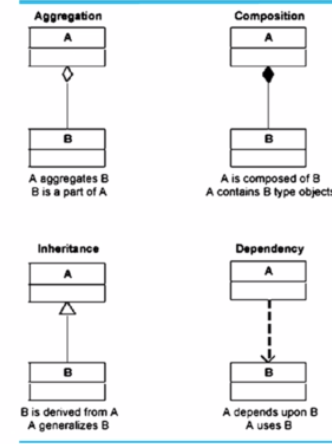 Aggregation
A
B
A aggregates B
B is a part of A
Composition
A
B
A is composed of B
A contains B type objects
Inheritance
A
B
B is derived from A
A generalizes B
Dependency
A
B
A depends upon B
A uses B